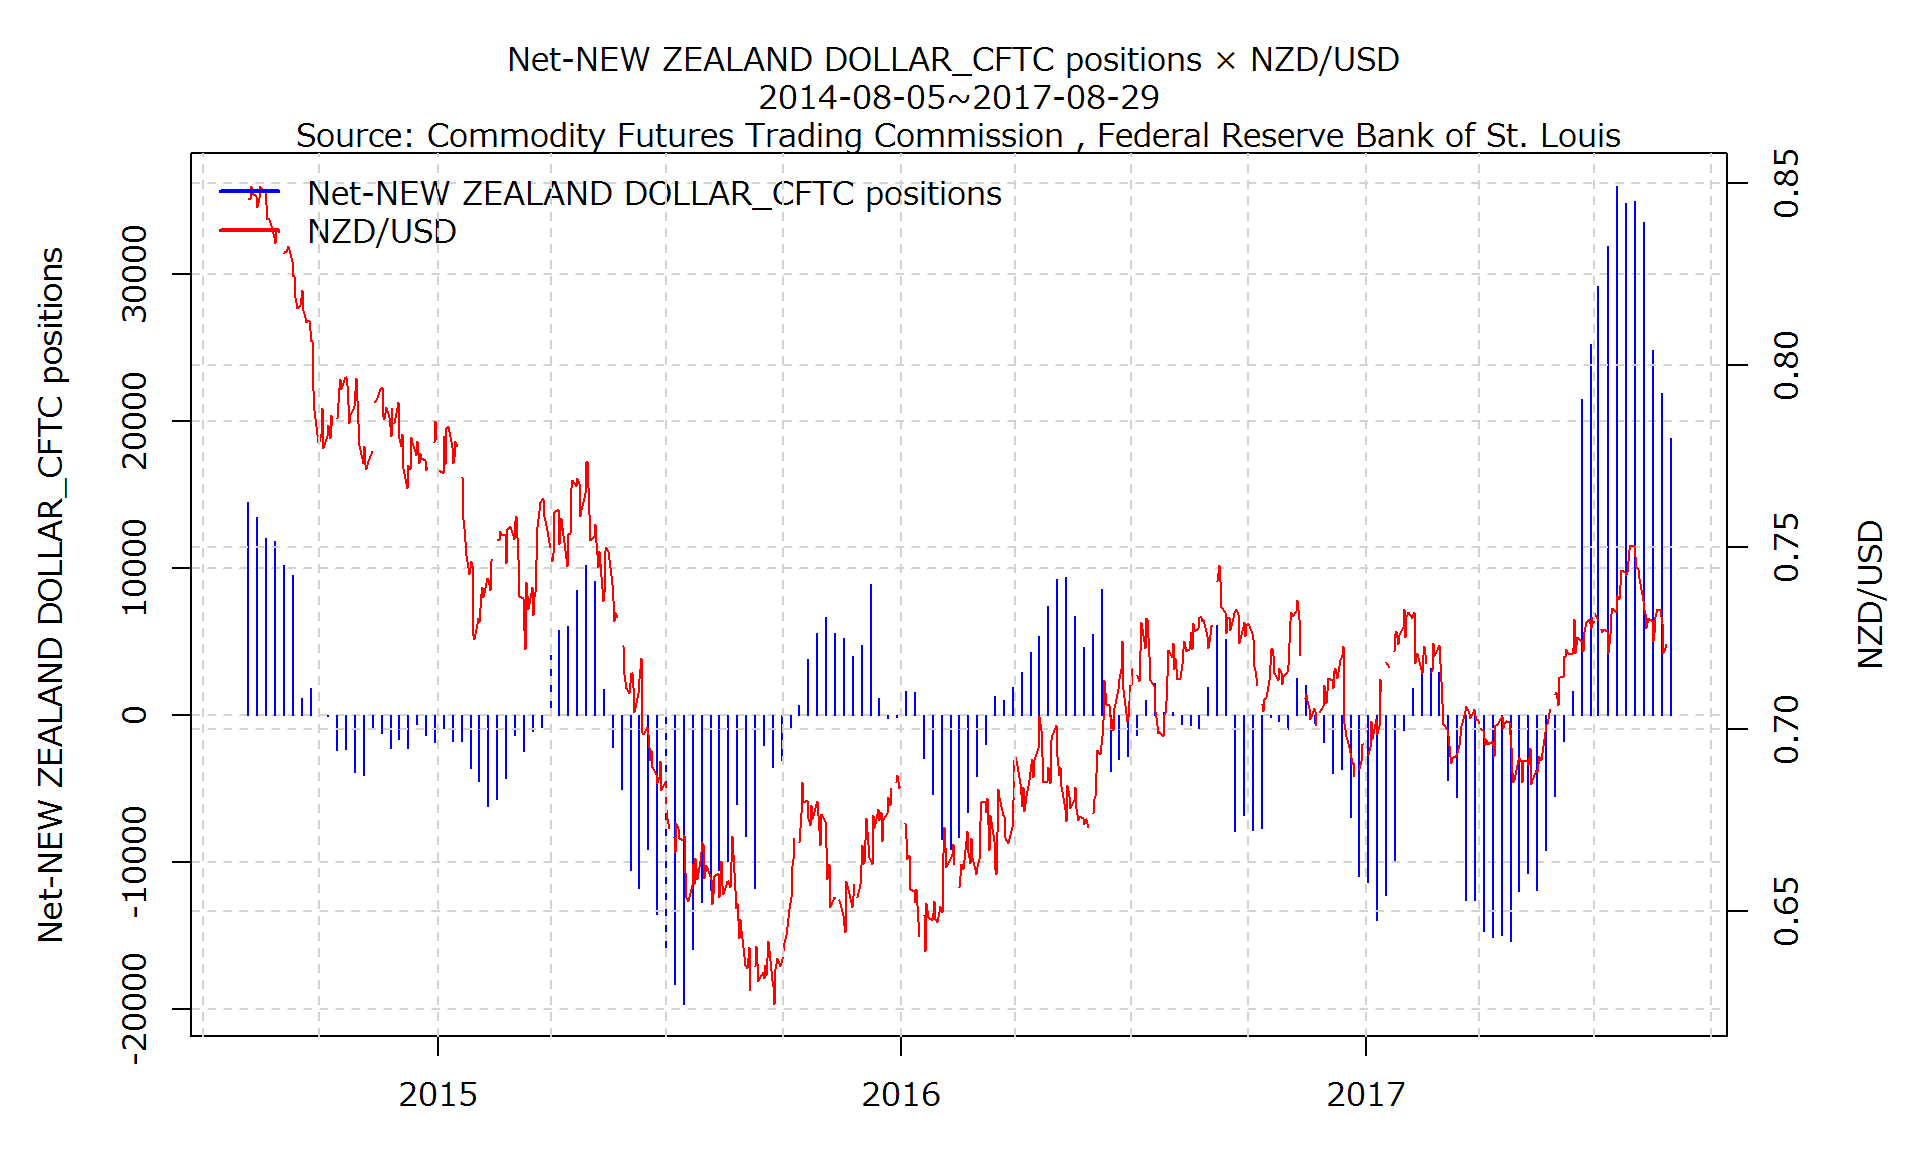 Net-NEW ZEALAND DOLLAR_CFTC positions × NZD/USD
2014-08-05~2017-08-29
Source: Commodity Futures Trading Commission , Federal Reserve Bank of St. Louis
Net-NEW ZEALAND DOLLAR_CFTC positions
NZD/USD
Net-NEW ZEALAND DOLLAR_CFTC positions
30000
20000
10000
0
-10000
-20000
0.85
0.80
0.75
0.70
0.65
NZD/USD
2015
2016
2017